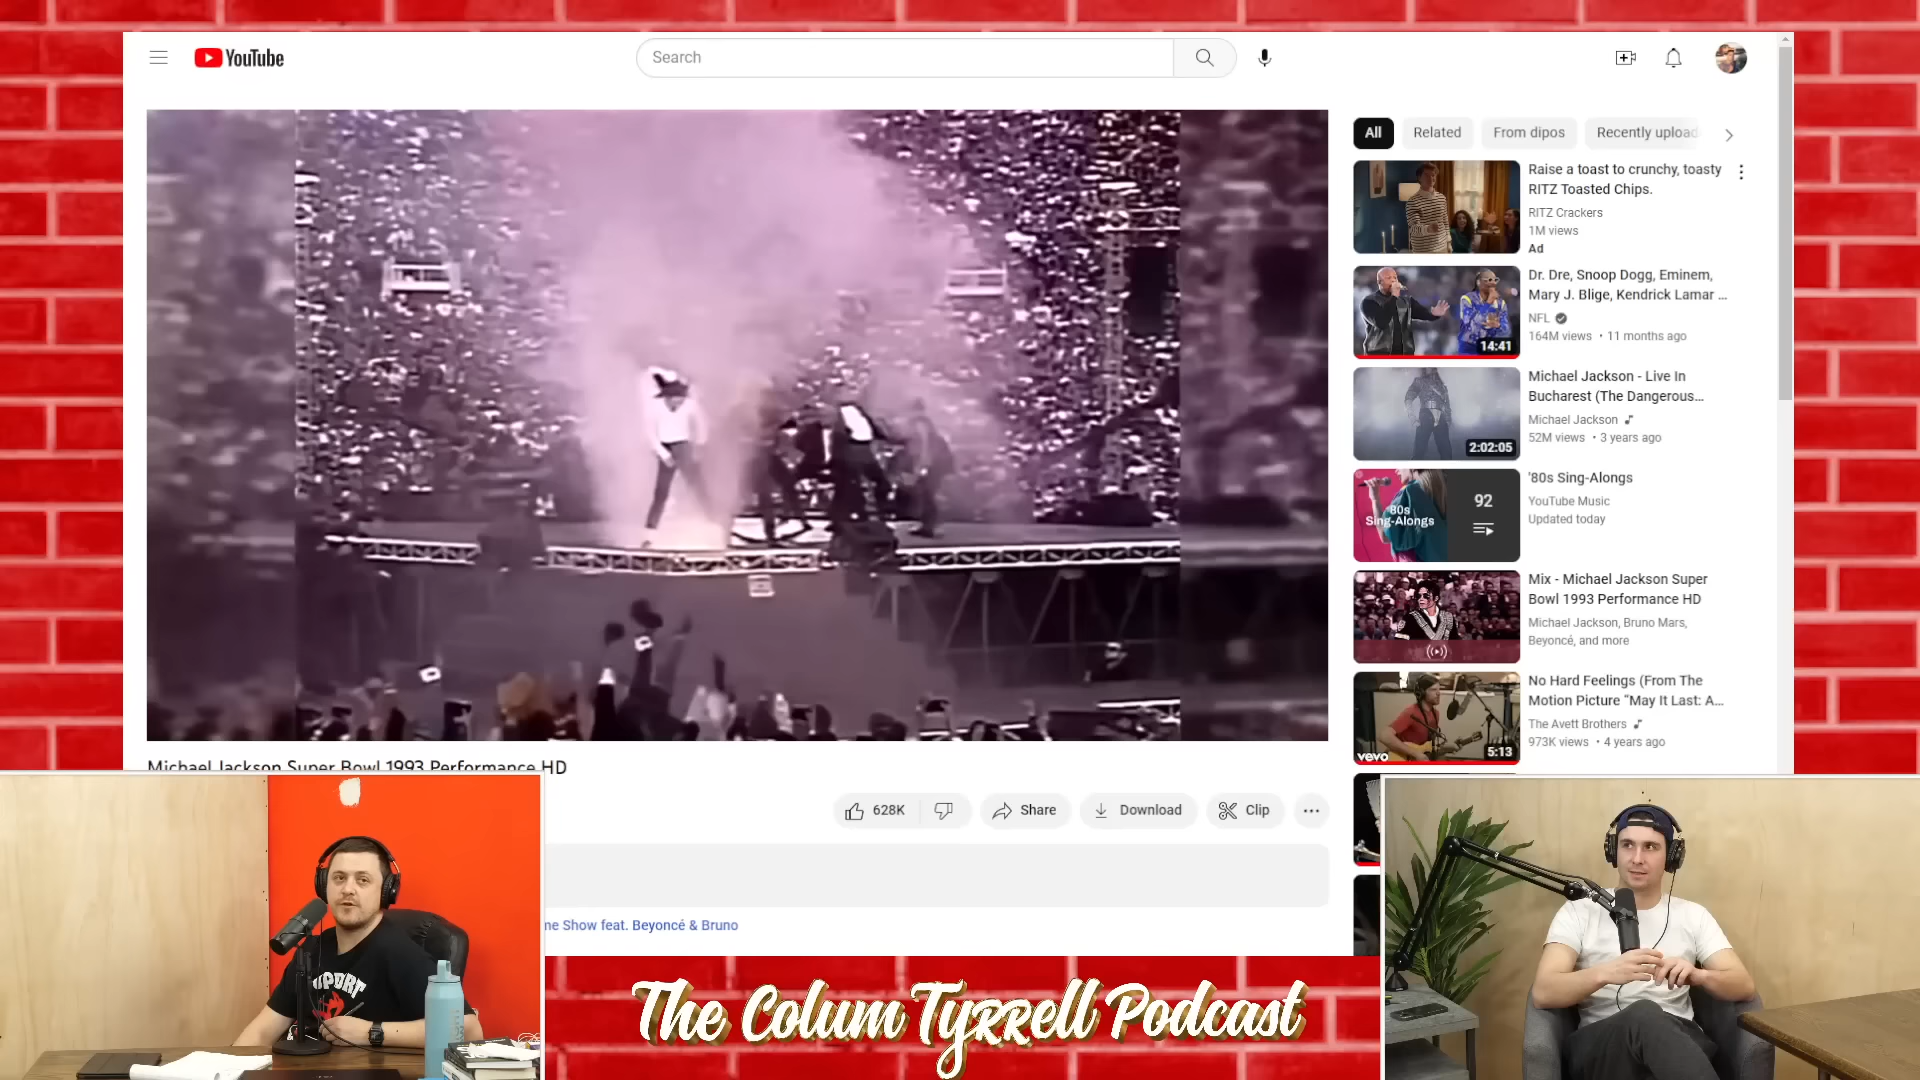 YouTube
Search
All
Related
From dipos
Recently upload
Raise a toast to crunchy, toasty
RITZ Toasted Chips.
RITZ Crackers
1M views
Ad
Dr. Dre, Snoop Dogg, Eminem,
Mary J. Blige, Kendrick Lamar ...
NFL
164M views • 11 months ago
14:41
Michael Jackson - Live In
Bucharest (The Dangerous...
Michael Jackson
52M views • 3 years ago
2:02:05
'80s Sing-Alongs
YouTube Music
Updated today
92
'80s
Sing-Alongs
Mix - Michael Jackson Super
Bowl 1993 Performance HD
Michael Jackson, Bruno Mars,
Beyoncé, and more
No Hard Feelings (From The
Motion Picture "May It Last: A...
The Avett Brothers
973K views • 4 years ago
5:13
vevo
Michael Jackson Super Bowl 1993 Performance HD
628K
Share
Download
Clip
me Show feat. Beyoncé & Bruno
The Colum Tyrrell Podcast